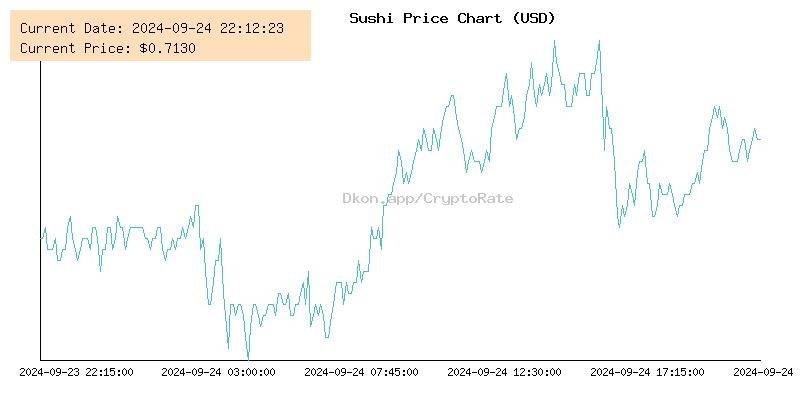 Sushi Price Chart (USD)
Current Date: 2024-09-24 22:12:23
Current Price: $0.7130
Dkon.app/CryptoRate
2024-09-23 22:15:00 2024-09-24 03:00:00 2024-09-24 07:45:00 2024-09-24 12:30:00 2024-09-24 17:15:00 2024-09-24